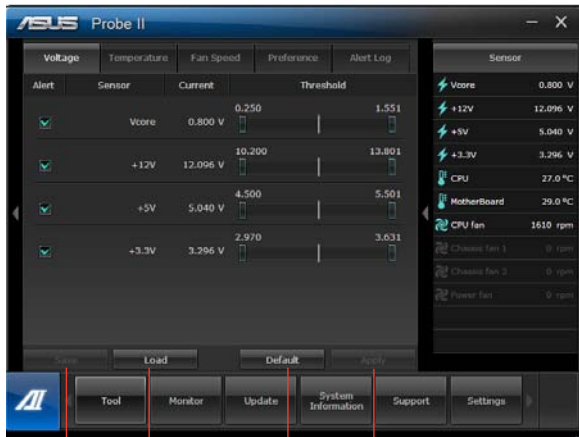 ASUS Probe II
Voltage Temperature Fan Speed Preference Alert Log
Alert Sensor Current Threshold
0.250 1.551
Vcore 0.800 V
10.200 13.801
+12V 12.096 V
4.500 5.501
+5V 5.040 V
2.970 3.631
+3.3V 3.296 V
Save Load Default Apply
Sensor
Vcore 0.800 V
+12V 12.096 V
+5V 5.040 V
+3.3V 3.296 V
CPU 27.0 ºC
MotherBoard 29.0 ºC
CPU fan 1610 rpm
Chassis fan 1 0 rpm
Chassis fan 2 0 rpm
Power fan 0 rpm
AI Tool Monitor Update System Information Support Settings